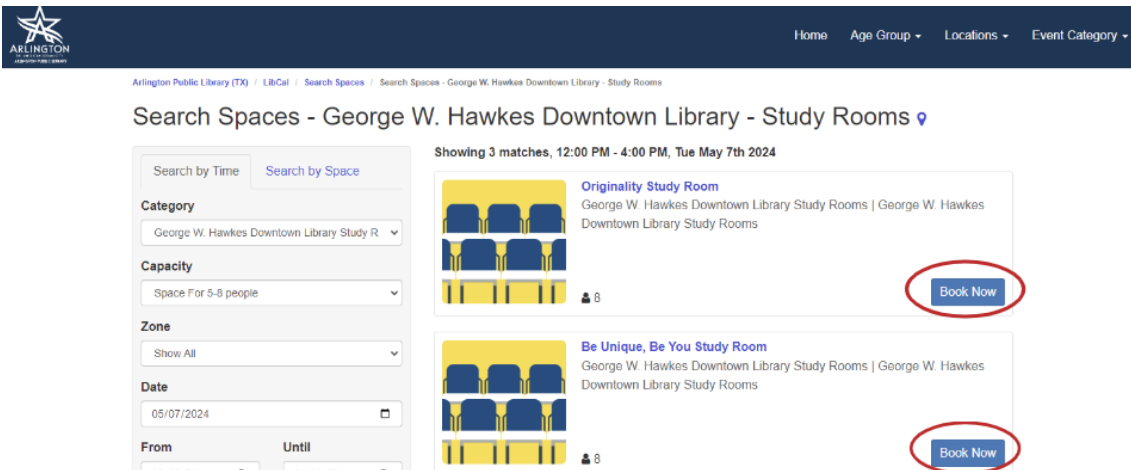 ARLINGTON
Home Age Group Locations Event Category
Arlington Public Library (TX) / LibCal / Search Spaces / Search Spaces - George W. Hawkes Downtown Library - Study Rooms
Search Spaces - George W. Hawkes Downtown Library - Study Rooms
Search by Time Search by Space
Category
George W. Hawkes Downtown Library Study R
Capacity
Space For 5-8 people
Zone
Show All
Date
05/07/2024
From Until
Showing 3 matches, 12:00 PM - 4:00 PM, Tue May 7th 2024
Originality Study Room
George W. Hawkes Downtown Library Study Rooms | George W. Hawkes
Downtown Library Study Rooms
8
Book Now
Be Unique, Be You Study Room
George W. Hawkes Downtown Library Study Rooms | George W. Hawkes
Downtown Library Study Rooms
8
Book Now